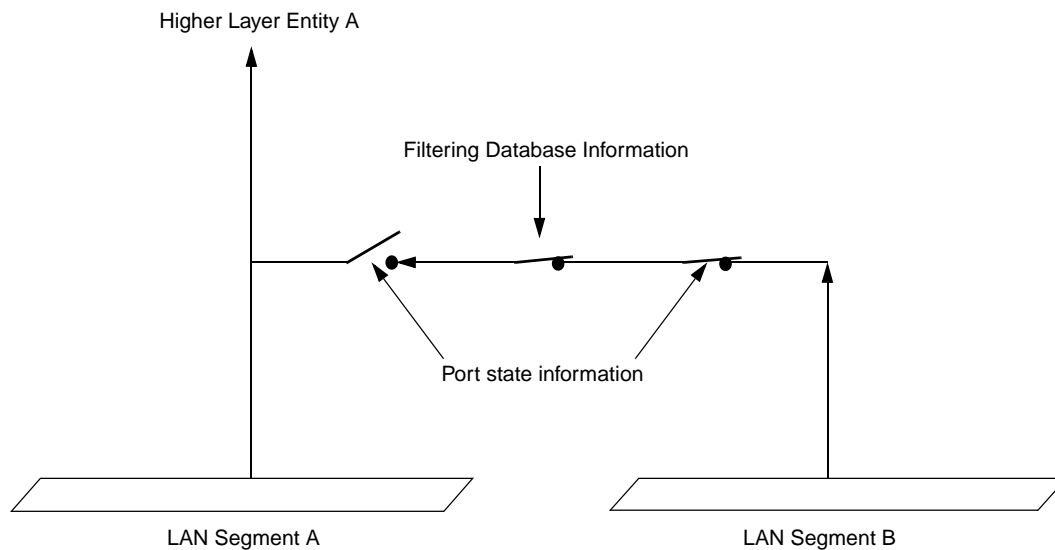 Higher Layer Entity A
Filtering Database Information
Port state information
LAN Segment A
LAN Segment B